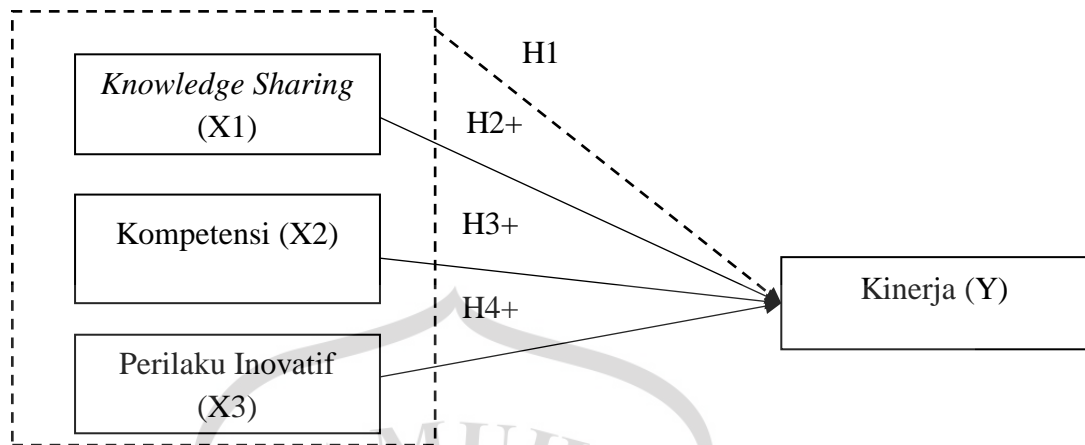 H1
Knowledge Sharing
(X1)
H2+
Kompetensi (X2)
H3+
Kinerja (Y)
H4+
Perilaku Inovatif
(X3)